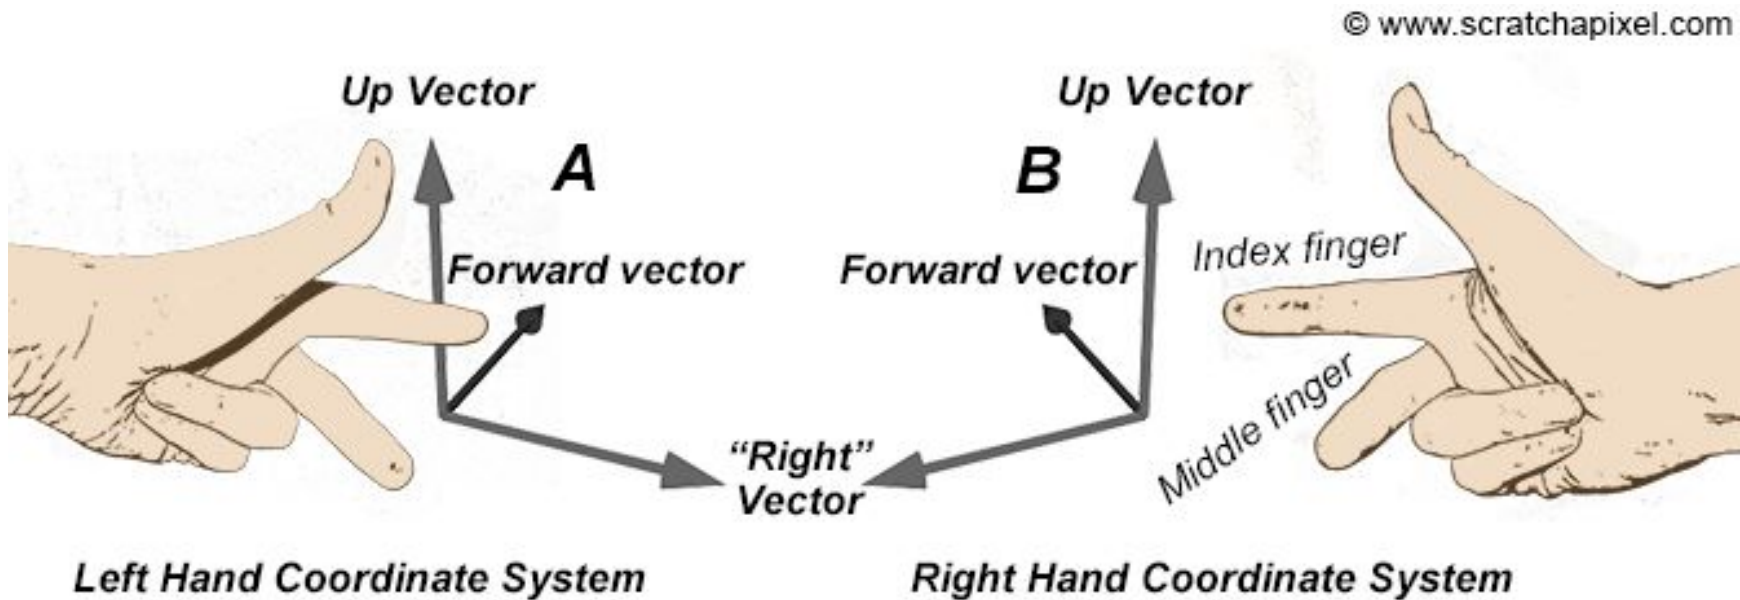 © www.scratchapixel.com
Up Vector
Up Vector
A
B
Forward vector
Forward vector
Index finger
Middle finger
“Right”
Vector
Left Hand Coordinate System
Right Hand Coordinate System